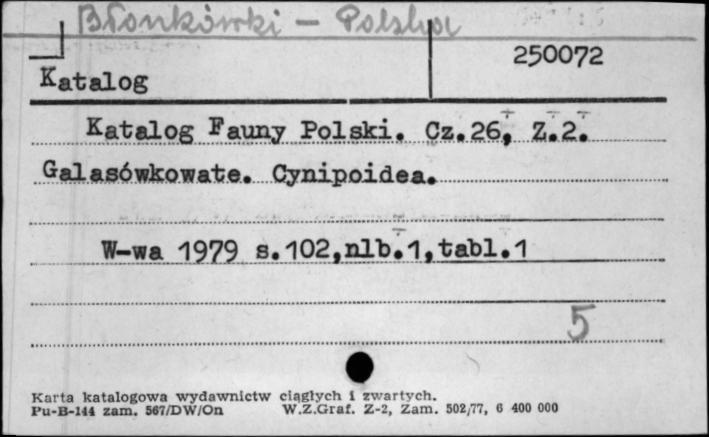 Błonkówki - Polska
250072
Katalog
Katalog Fauny Polski. Cz.26, Z.2.
Galasówkowate. Cynipoidea.
W-wa 1979 s.102,nlb.1,tabl.1
5
Karta katalogowa wydawnictw ciągłych i zwartych.
Pu-B-144 zam. 567/DW/On W.Z.Graf. Z-2, Zam. 502/77, 6 400 000